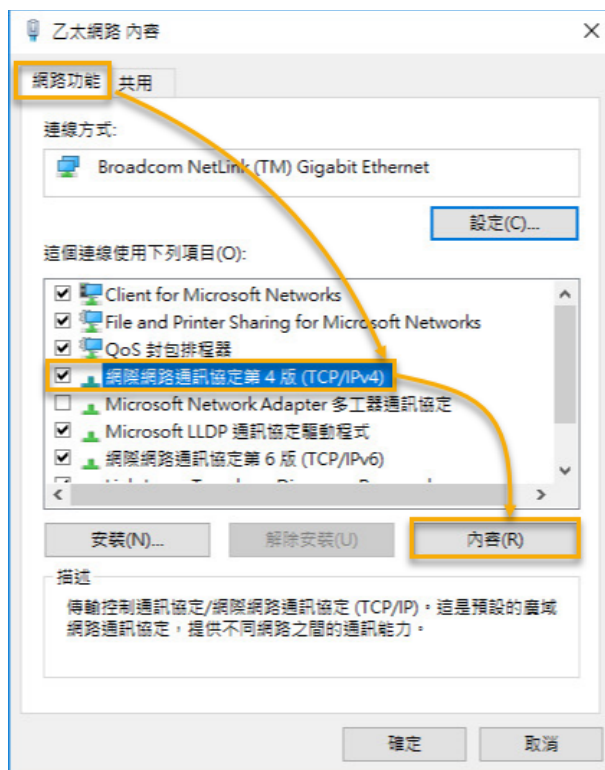 乙太網路 內容
網路功能 共用
連線方式:
Broadcom NetLink (TM) Gigabit Ethernet
設定(C)...
這個連線使用下列項目(O):
Client for Microsoft Networks
File and Printer Sharing for Microsoft Networks
QoS 封包排程器
網際網路通訊協定第 4 版 (TCP/IPv4)
Microsoft Network Adapter 多工器通訊協定
Microsoft LLDP 通訊協定驅動程式
網際網路通訊協定第 6 版 (TCP/IPv6)
安裝(N)... 解除安裝(U) 內容(R)
描述
傳輸控制通訊協定/網際網路通訊協定 (TCP/IP)。這是預設的廣域
網路通訊協定，提供不同網路之間的通訊能力。
確定 取消